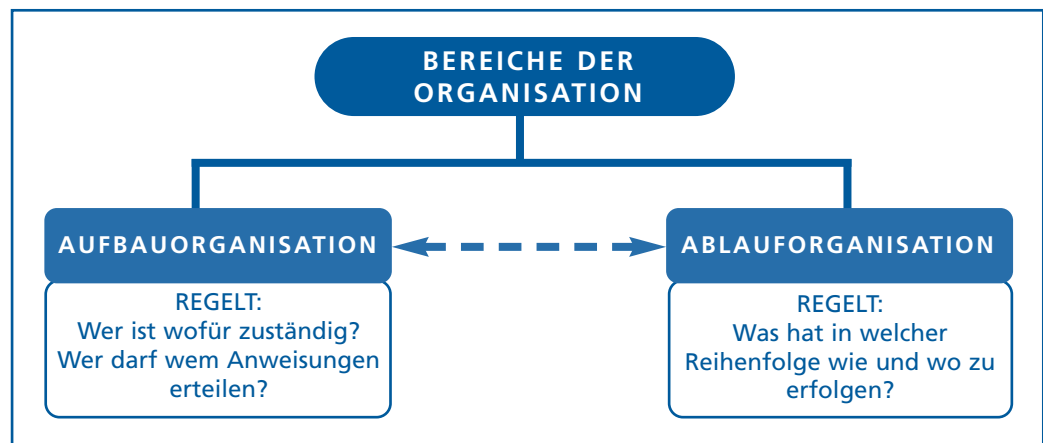 BEREICHE DER
ORGANISATION
AUFBAUORGANISATION
REGELT:
Wer ist wofür zuständig?
Wer darf wem Anweisungen
erteilen?
ABLAUFORGANISATION
REGELT:
Was hat in welcher
Reihenfolge wie und wo zu
erfolgen?